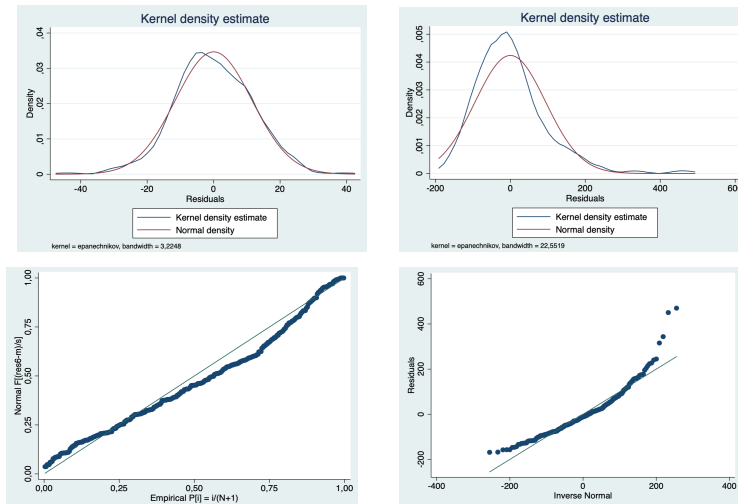 Kernel density estimate
Density
0 ,01 ,02 ,03 ,04
-40 -20 0 20 40
Residuals
Kernel density estimate
Normal density
kernel = epanechnikov, bandwidth = 3,2248
Kernel density estimate
Density
0 ,001 ,002 ,003 ,004 ,005
-200 0 200 400 600
Residuals
Kernel density estimate
Normal density
kernel = epanechnikov, bandwidth = 22,5519
Normal F[(res6-m)/s]
0,00 0,25 0,50 0,75 1,00
0,00 0,25 0,50 0,75 1,00
Empirical P[i] = i/(N+1)
Residuals
-200 0 200 400 600
-400 -200 0 200 400
Inverse Normal